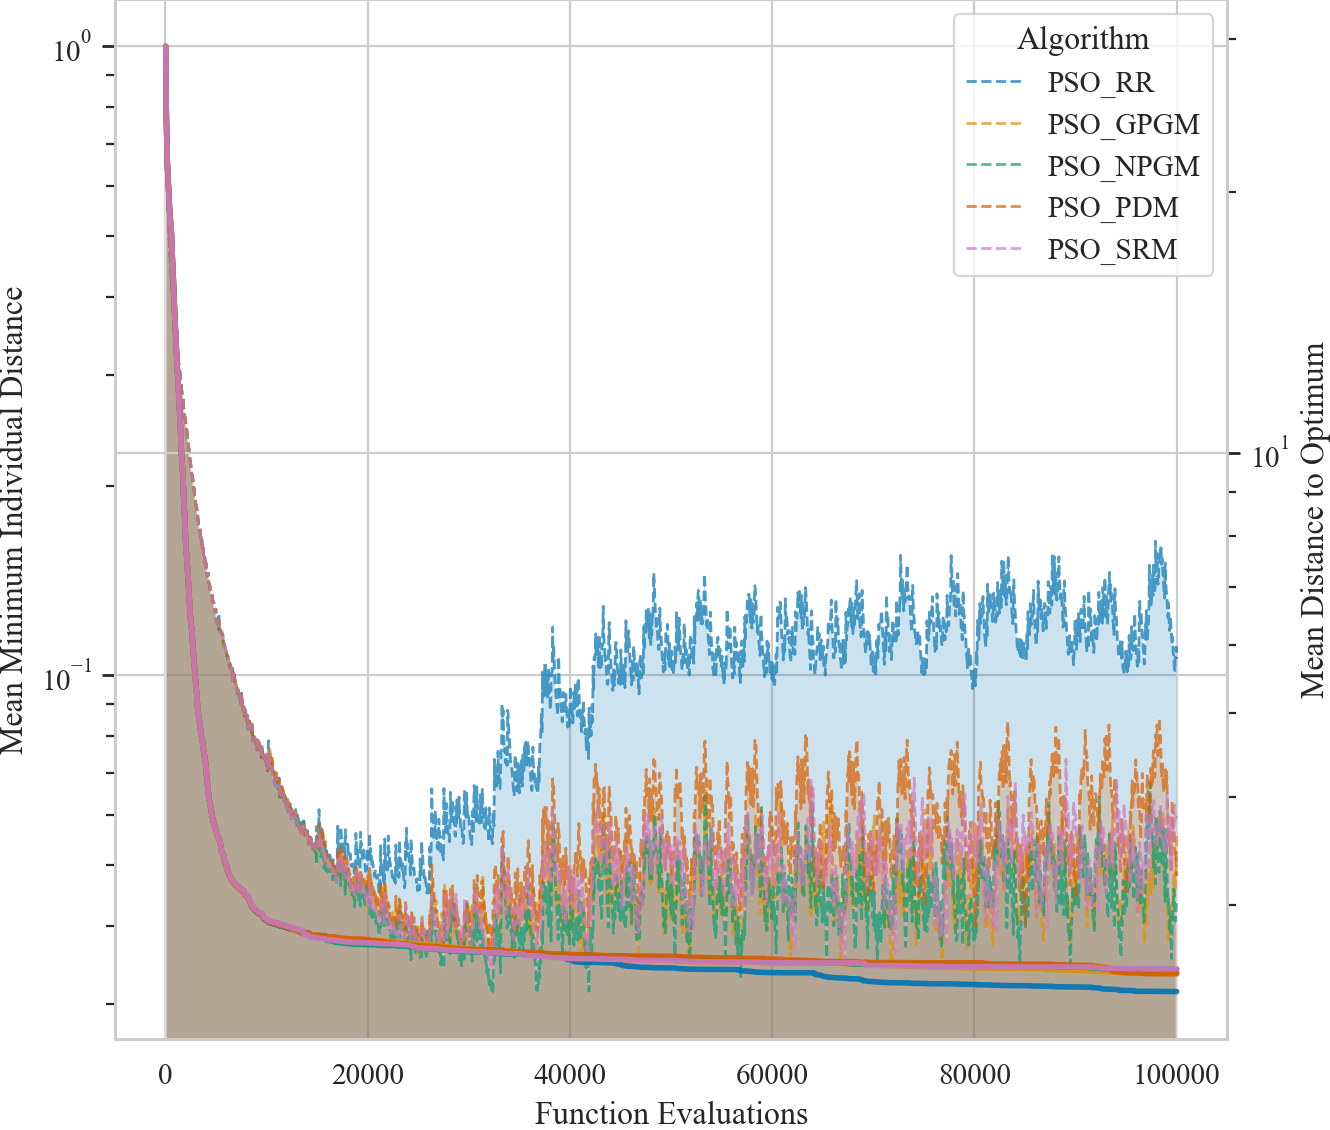 Algorithm
PSO_RR
PSO_GPGM
PSO_NPGM
PSO_PDM
PSO_SRM
10^0
10^−1
Mean Minimum Individual Distance
10^1
Mean Distance to Optimum
0 20000 40000 60000 80000 100000
Function Evaluations